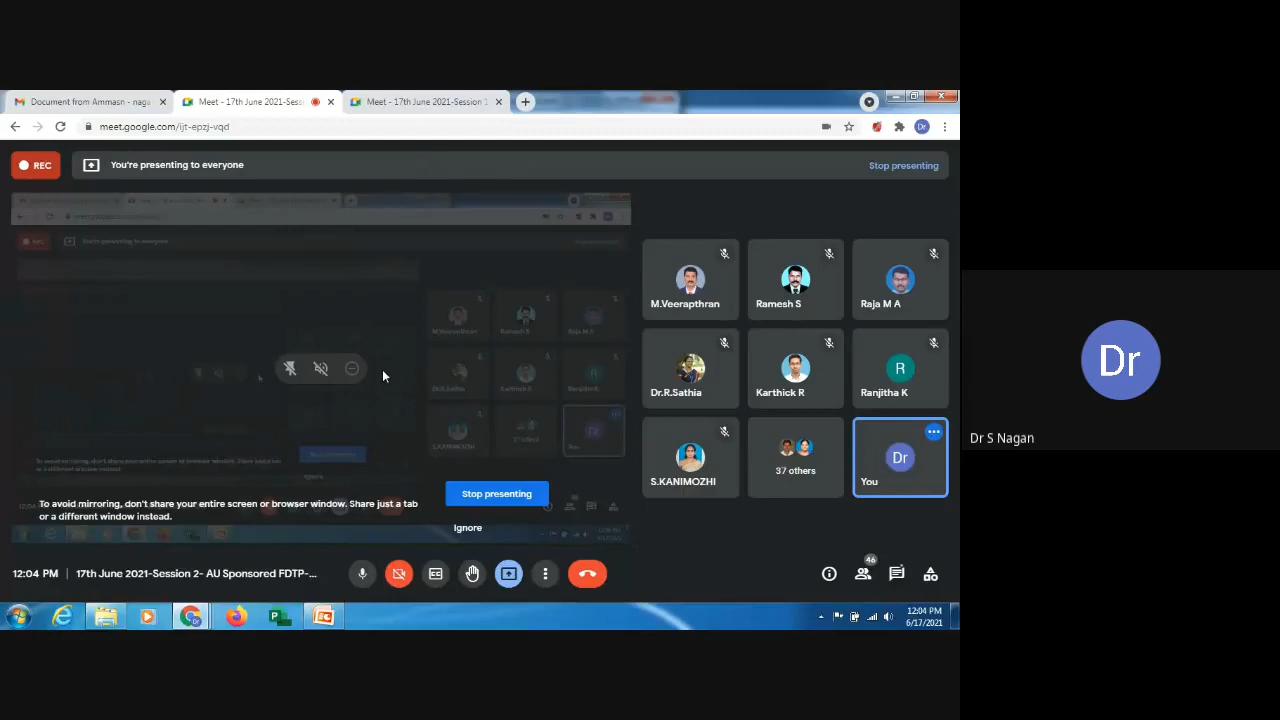 Document from Ammasn - naga
Meet - 17th June 2021-Sessi
Meet - 17th June 2021-Session 1
meet.google.com/ijt-epzj-vqd
Dr
REC
You're presenting to everyone
Stop presenting
M.Veerapthran
Ramesh S
Raja M A
Dr.R.Sathia
Karthick R
R
Ranjitha K
S.KANIMOZHI
37 others
Dr
You
Dr
Dr S Nagan
To avoid mirroring, don't share your entire screen or browser window. Share just a tab
or a different window instead.
Stop presenting
Ignore
12:04 PM | 17th June 2021-Session 2- AU Sponsored FDTP-...
46
12:04 PM
6/17/2021